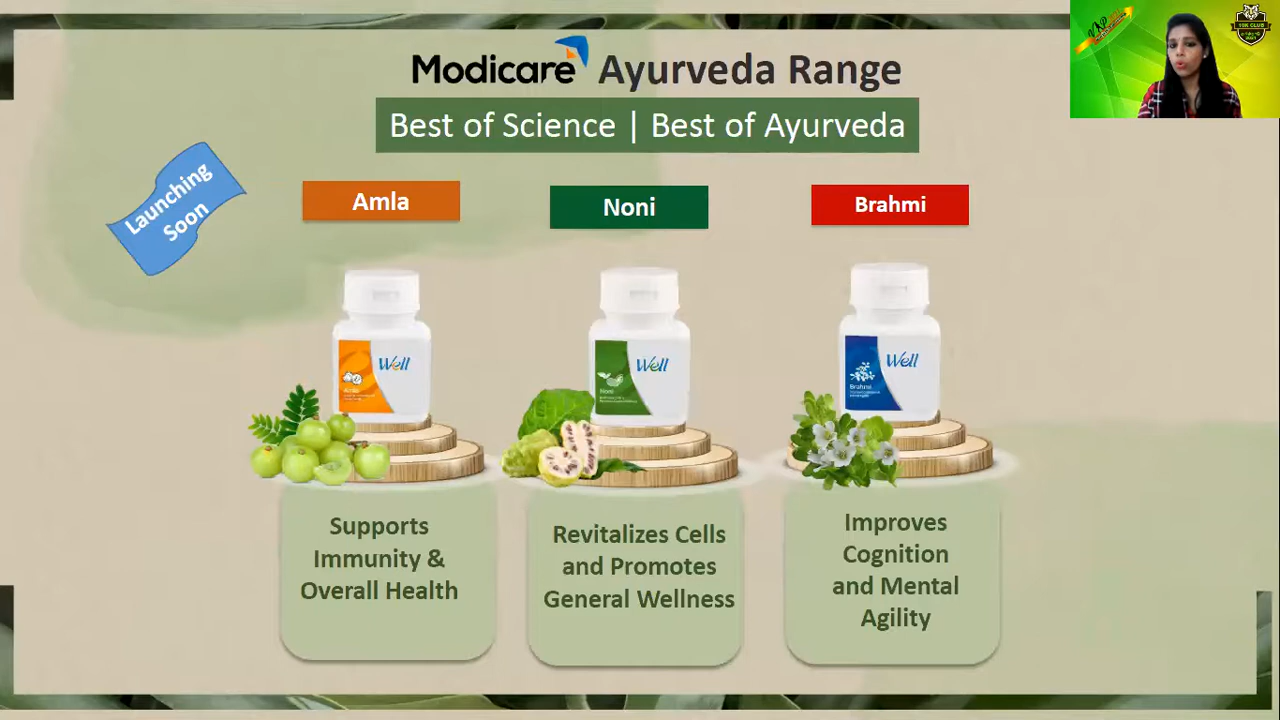 Modicare Ayurveda Range
Best of Science | Best of Ayurveda
Launching
Soon
Amla
Noni
Brahmi
Well
Well
Well
Brahmi
Supports
Immunity &
Overall Health
Revitalizes Cells
and Promotes
General Wellness
Improves
Cognition
and Mental
Agility